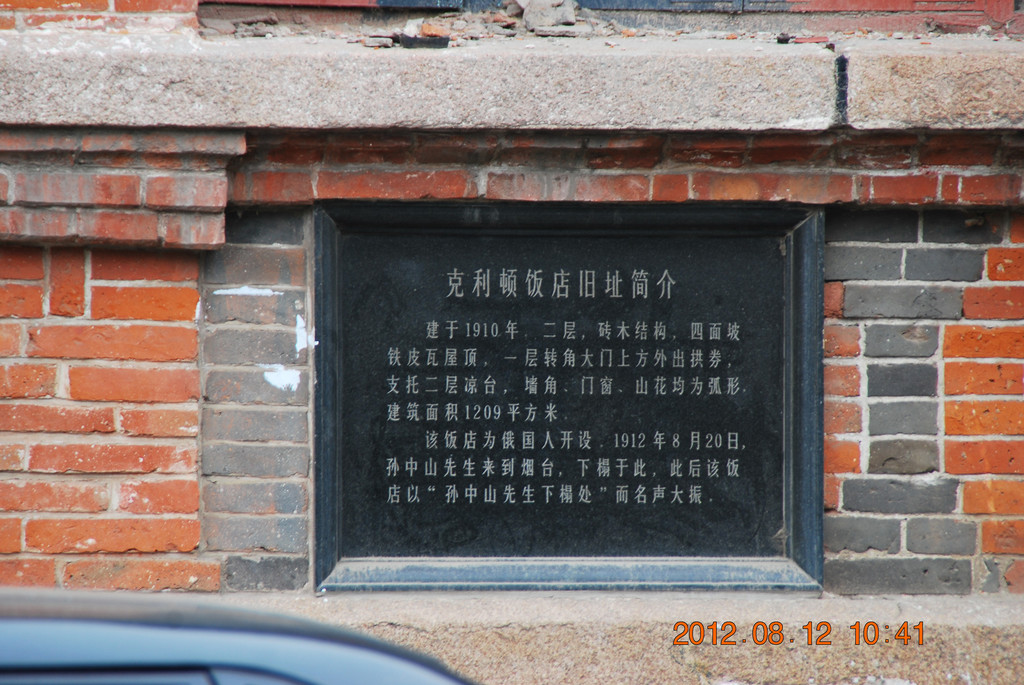 克利顿饭店旧址简介
建于1910年，二层，砖木结构，四面坡
铁皮瓦屋顶，一层转角大门上方外出拱券，
支托二层凉台，墙角、门窗、山花均为弧形。
建筑面积1209平方米。
该饭店为俄国人开设。1912年8月20日，
孙中山先生来到烟台，下榻于此，此后该饭
店以“孙中山先生下榻处”而名声大振。
2012.08.12 10:41